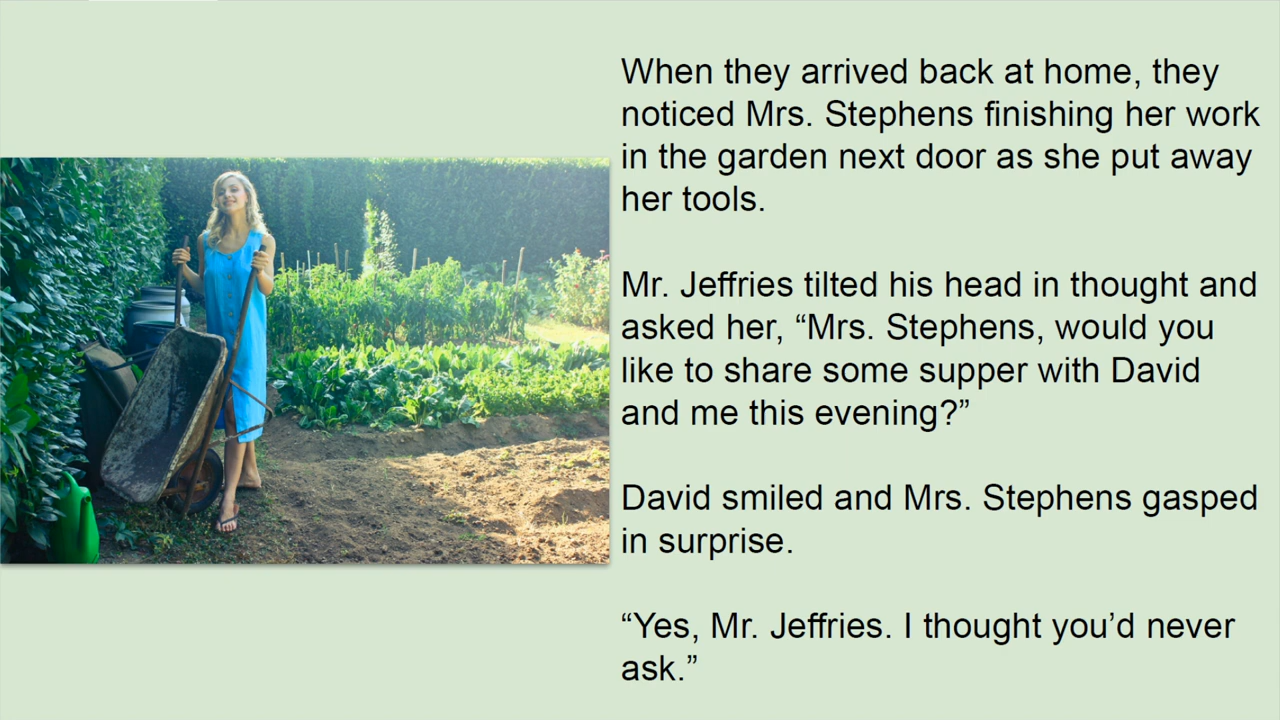 When they arrived back at home, they
noticed Mrs. Stephens finishing her work
in the garden next door as she put away
her tools.
Mr. Jeffries tilted his head in thought and
asked her, “Mrs. Stephens, would you
like to share some supper with David
and me this evening?”
David smiled and Mrs. Stephens gasped
in surprise.
“Yes, Mr. Jeffries. I thought you’d never
ask.”